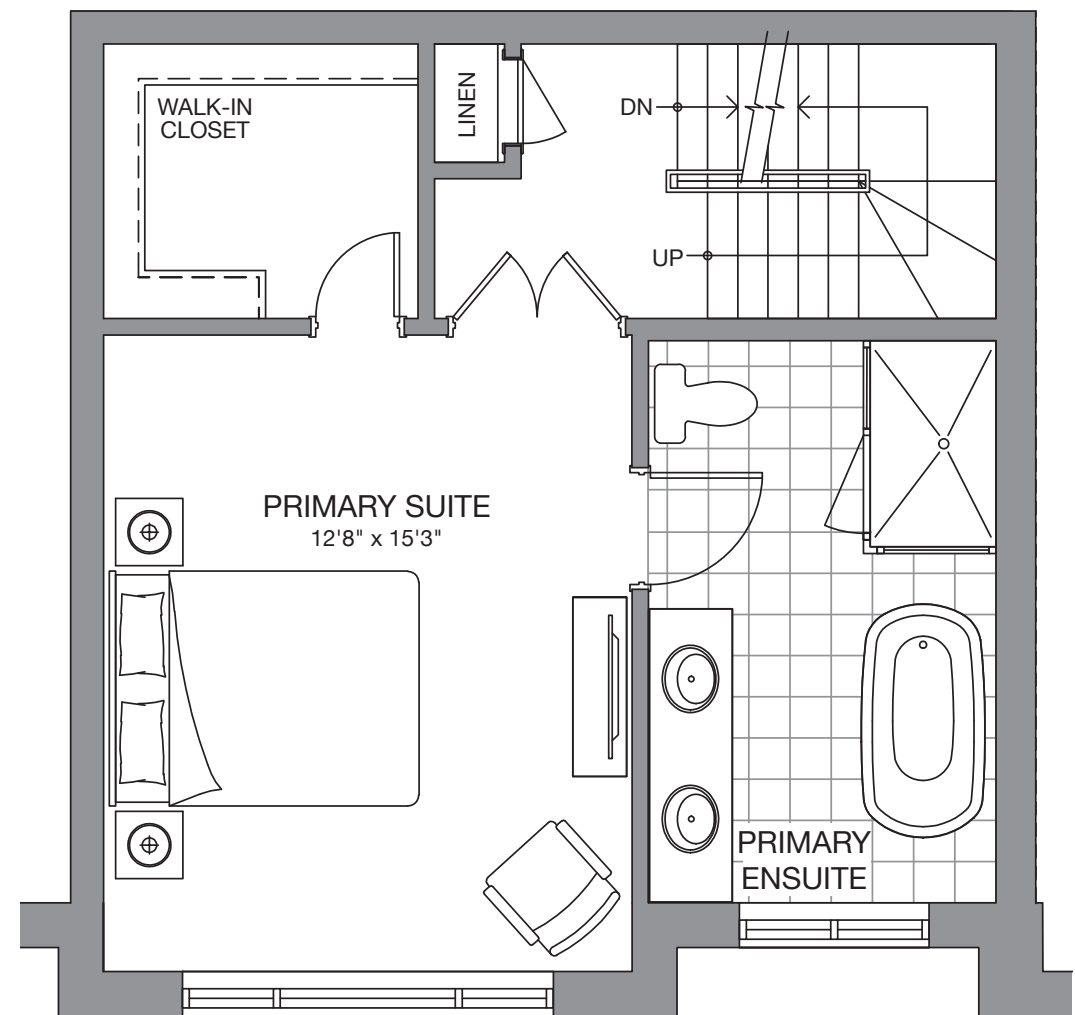 WALK-IN
CLOSET
LINEN
DN
UP
PRIMARY SUITE
12'8" x 15'3"
PRIMARY
ENSUITE